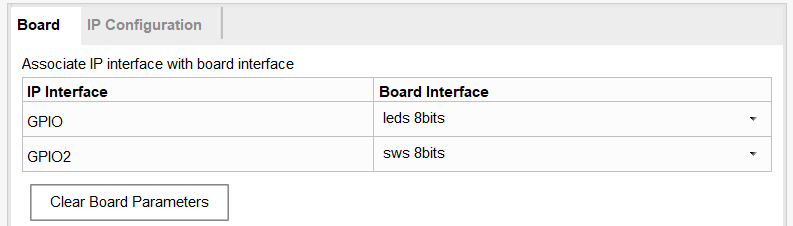 Board IP Configuration
Associate IP interface with board interface
IP Interface Board Interface
GPIO leds 8bits
GPIO2 sws 8bits
Clear Board Parameters